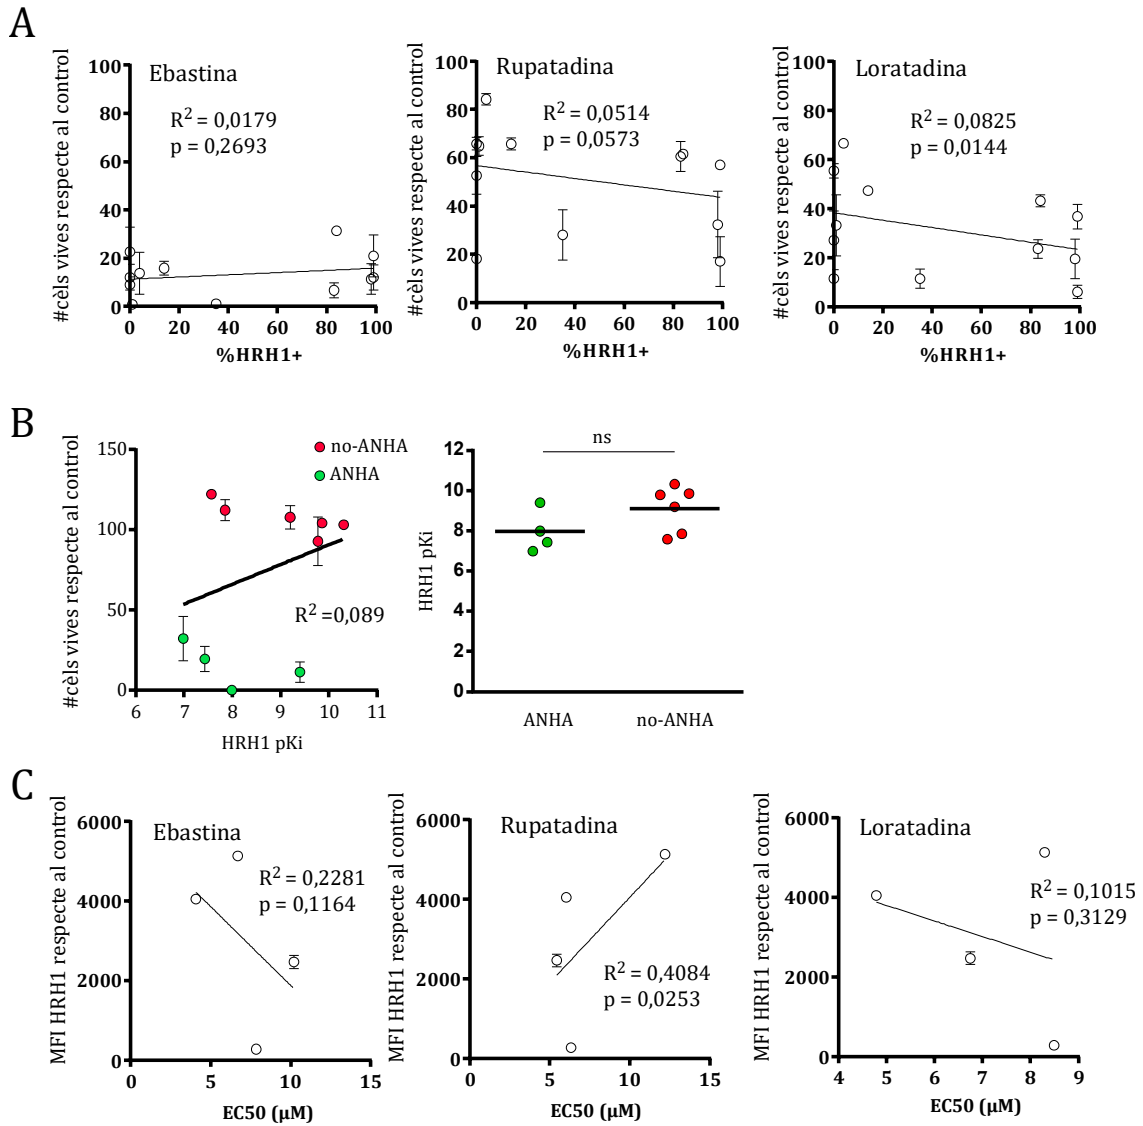 A
#cèls vives respecte al control
Ebastina
R² = 0,0179
p = 0,2693
100
80
60
40
20
0
0 20 40 60 80 100
%HRH1+
#cèls vives respecte al control
Rupatadina
R² = 0,0514
p = 0,0573
100
80
60
40
20
0
0 20 40 60 80 100
%HRH1+
#cèls vives respecte al control
Loratadina
R² = 0,0825
p = 0,0144
100
80
60
40
20
0
0 20 40 60 80 100
%HRH1+
B
#cèls vives respecte al control
no-ANHA
ANHA
150
100
50
0
R² =0,089
6 7 8 9 10 11
HRH1 pKi
HRH1 pKi
ns
12
10
8
6
4
2
0
ANHA no-ANHA
C
MFI HRH1 respecte al control
Ebastina
R² = 0,2281
p = 0,1164
6000
4000
2000
0
0 5 10 15
EC50 (µM)
MFI HRH1 respecte al control
Rupatadina
R² = 0,4084
p = 0,0253
6000
4000
2000
0
0 5 10 15
EC50 (µM)
MFI HRH1 respecte al control
Loratadina
R² = 0,1015
p = 0,3129
6000
4000
2000
0
4 5 6 7 8 9
EC50 (µM)